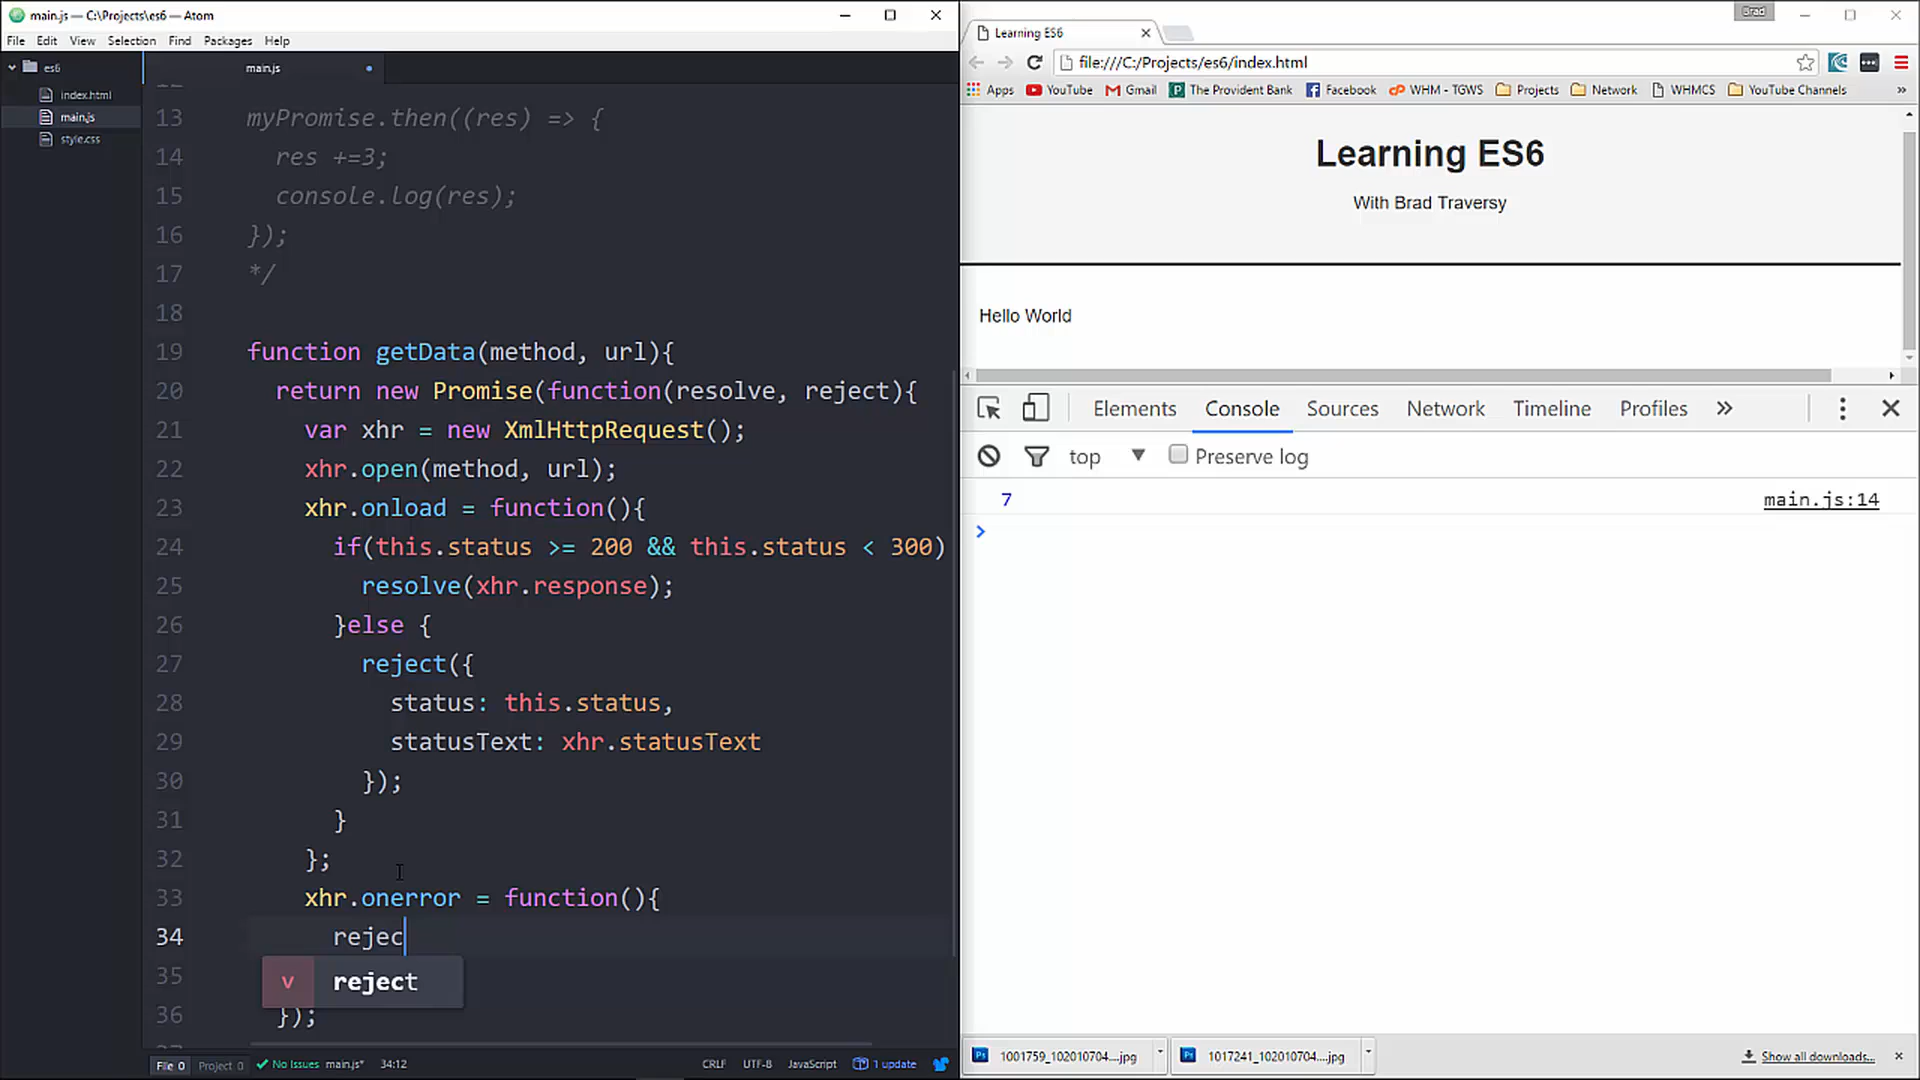 main.js — C:\Projects\es6 — Atom
File Edit View Selection Find Packages Help
es6
index.html
main.js
style.css
main.js
13 myPromise.then((res) => {
14 res +=3;
15 console.log(res);
16 });
17 */
18
19 function getData(method, url){
20 return new Promise(function(resolve, reject){
21 var xhr = new XmlHttpRequest();
22 xhr.open(method, url);
23 xhr.onload = function(){
24 if(this.status >= 200 && this.status < 300)
25 resolve(xhr.response);
26 }else {
27 reject({
28 status: this.status,
29 statusText: xhr.statusText
30 });
31 }
32 };
33 xhr.onerror = function(){
34 rejec
35
v reject
36 });
File 0 Project 0 No Issues main.js* 34:12 CRLF UTF-8 JavaScript 1 update
Brad
Learning ES6
file:///C:/Projects/es6/index.html
Apps YouTube Gmail The Provident Bank Facebook WHM - TGWS Projects Network WHMCS YouTube Channels »
Learning ES6
With Brad Traversy
Hello World
Elements Console Sources Network Timeline Profiles »
top Preserve log
7 main.js:14
>
1001759_102010704....jpg 1017241_102010704....jpg Show all downloads...